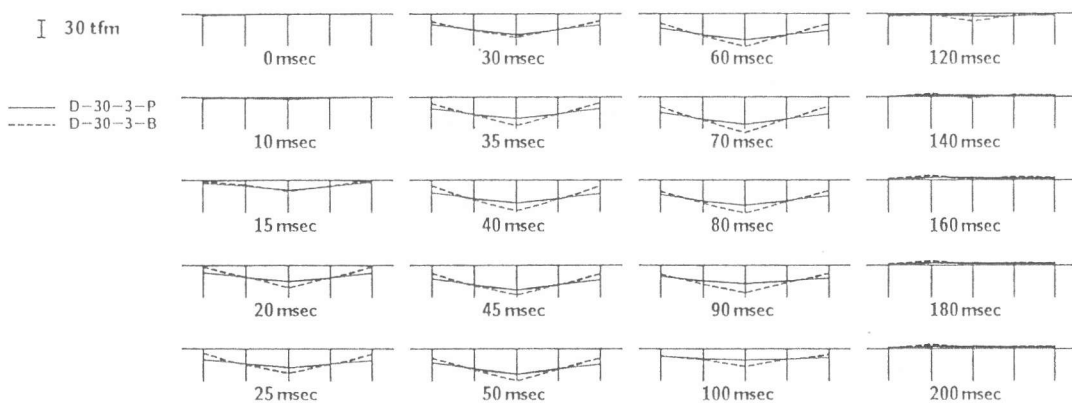 30 tfm
D-30-3-P
D-30-3-B
0 msec
30 msec
60 msec
120 msec
10 msec
35 msec
70 msec
140 msec
15 msec
40 msec
80 msec
160 msec
20 msec
45 msec
90 msec
180 msec
25 msec
50 msec
100 msec
200 msec